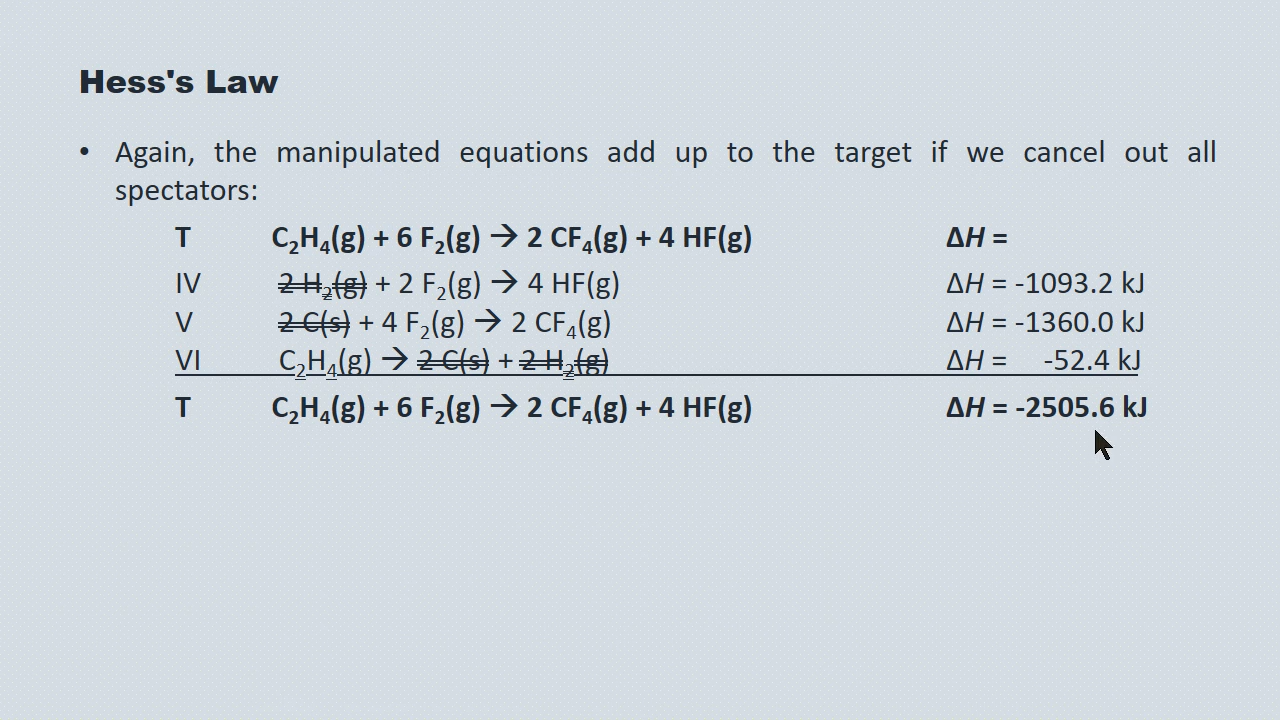 Hess's Law
• Again, the manipulated equations add up to the target if we cancel out all
spectators:
T C₂H₄(g) + 6 F₂(g) → 2 CF₄(g) + 4 HF(g) ΔH =
IV 2 H₂(g) + 2 F₂(g) → 4 HF(g) ΔH = -1093.2 kJ
V 2 C(s) + 4 F₂(g) → 2 CF₄(g) ΔH = -1360.0 kJ
VI C₂H₄(g) → 2 C(s) + 2 H₂(g) ΔH = -52.4 kJ
T C₂H₄(g) + 6 F₂(g) → 2 CF₄(g) + 4 HF(g) ΔH = -2505.6 kJ